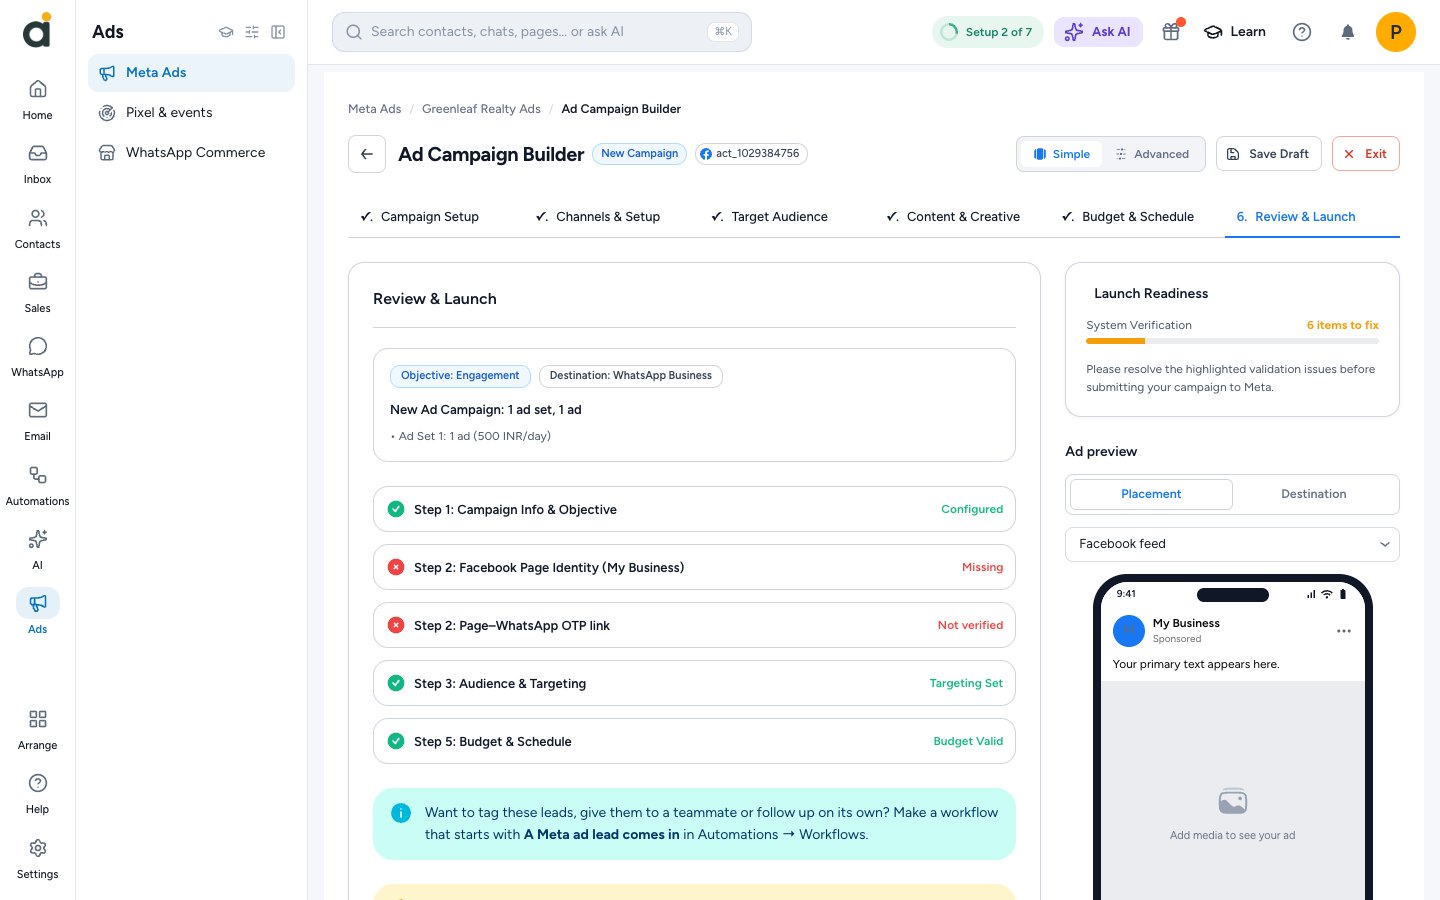 Ads
Search contacts, chats, pages... or ask AI
⌘K
Setup 2 of 7
Ask AI
Learn
P
Home
Inbox
Contacts
Sales
WhatsApp
Email
Automations
AI
Ads
Arrange
Help
Settings
Meta Ads
Pixel & events
WhatsApp Commerce
Meta Ads / Greenleaf Realty Ads / Ad Campaign Builder
Ad Campaign Builder
New Campaign
act_1029384756
Simple
Advanced
Save Draft
Exit
✓. Campaign Setup
✓. Channels & Setup
✓. Target Audience
✓. Content & Creative
✓. Budget & Schedule
6. Review & Launch
Review & Launch
Objective: Engagement
Destination: WhatsApp Business
New Ad Campaign: 1 ad set, 1 ad
• Ad Set 1: 1 ad (500 INR/day)
Step 1: Campaign Info & Objective
Configured
Step 2: Facebook Page Identity (My Business)
Missing
Step 2: Page–WhatsApp OTP link
Not verified
Step 3: Audience & Targeting
Targeting Set
Step 5: Budget & Schedule
Budget Valid
Want to tag these leads, give them to a teammate or follow up on its own? Make a workflow
that starts with A Meta ad lead comes in in Automations → Workflows.
Launch Readiness
System Verification
6 items to fix
Please resolve the highlighted validation issues before
submitting your campaign to Meta.
Ad preview
Placement
Destination
Facebook feed
9:41
M
My Business
Sponsored
Your primary text appears here.
Add media to see your ad